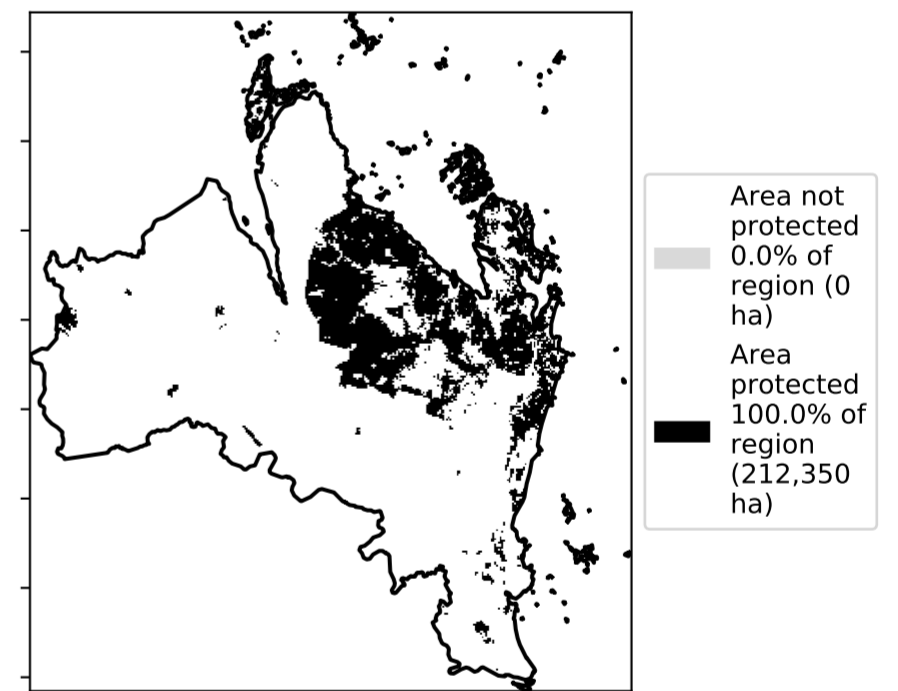 Area not
protected
0.0% of
region (0
ha)
Area
protected
100.0% of
region
(212,350
ha)